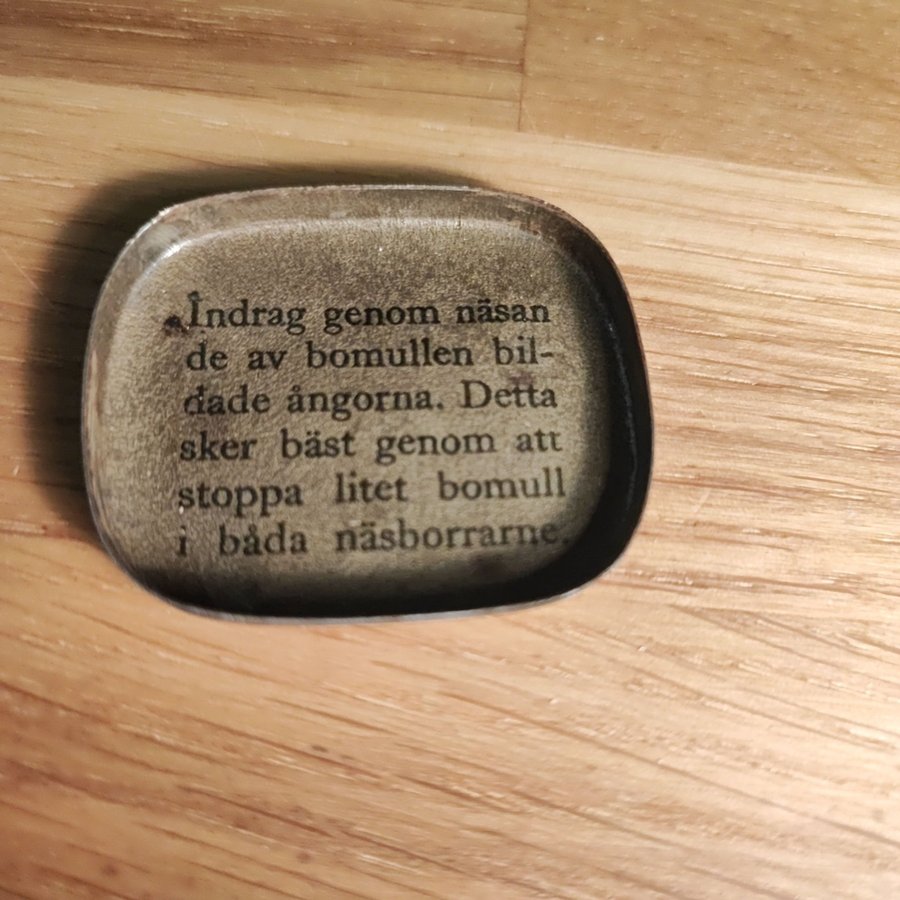 Indrag genom näsan
de av bomullen bil-
dade ångorna. Detta
sker bäst genom att
stoppa litet bomull
i båda näsborrarne.